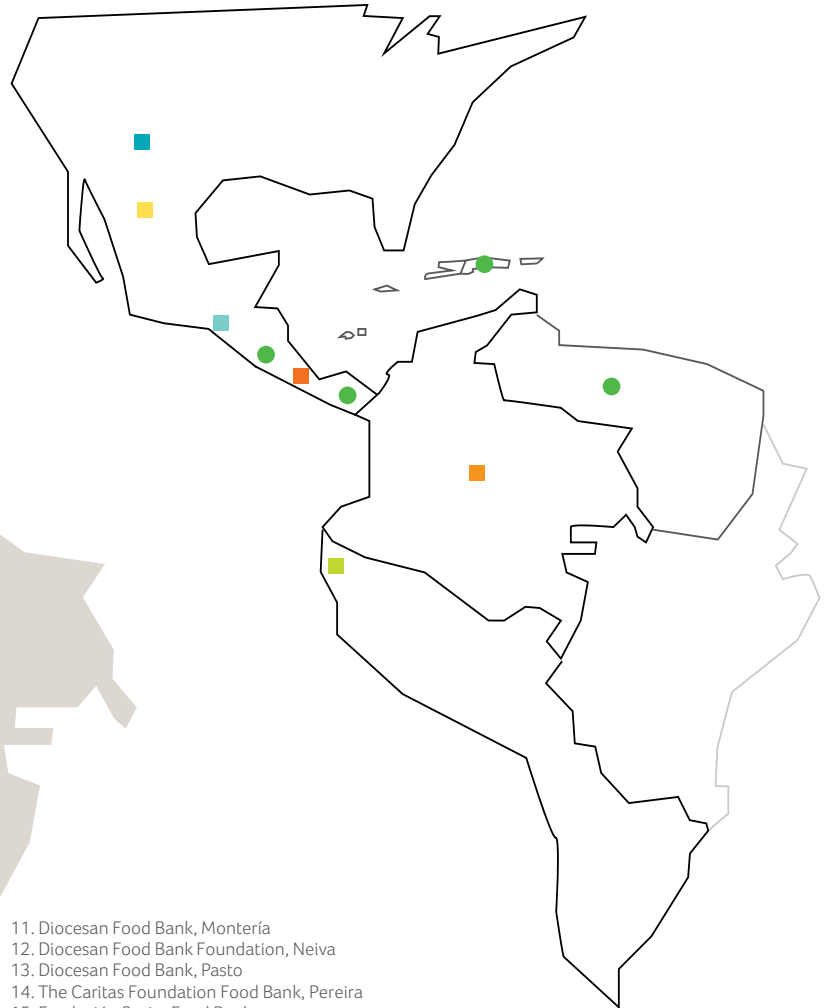 11. Diocesan Food Bank, Montería
12. Diocesan Food Bank Foundation, Neiva
13. Diocesan Food Bank, Pasto
14. The Caritas Foundation Food Bank, Pereira